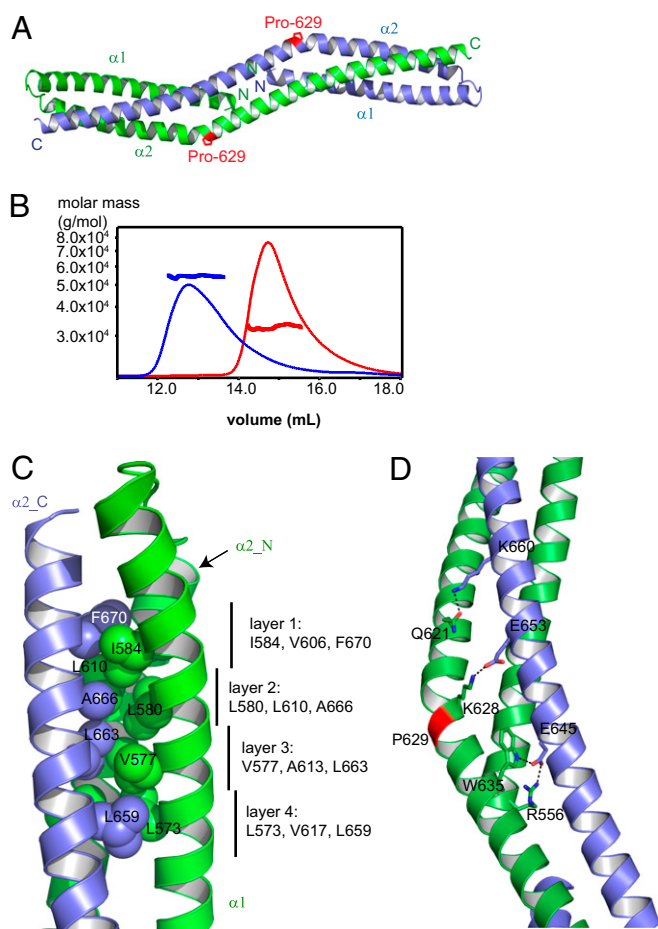 A
Pro-629
α1
α2
C
N
N
C
α2
α1
Pro-629
B
molar mass
(g/mol)
8.0x10⁴
7.0x10⁴
6.0x10⁴
5.0x10⁴
4.0x10⁴
3.0x10⁴
12.0 14.0 16.0 18.0
volume (mL)
C
α2_C
α2_N
F670
I584
L610
A666
L580
L663
V577
L659
L573
α1
layer 1:
I584, V606, F670
layer 2:
L580, L610, A666
layer 3:
V577, A613, L663
layer 4:
L573, V617, L659
D
K660
Q621
E653
K628
P629
E645
W635
R556